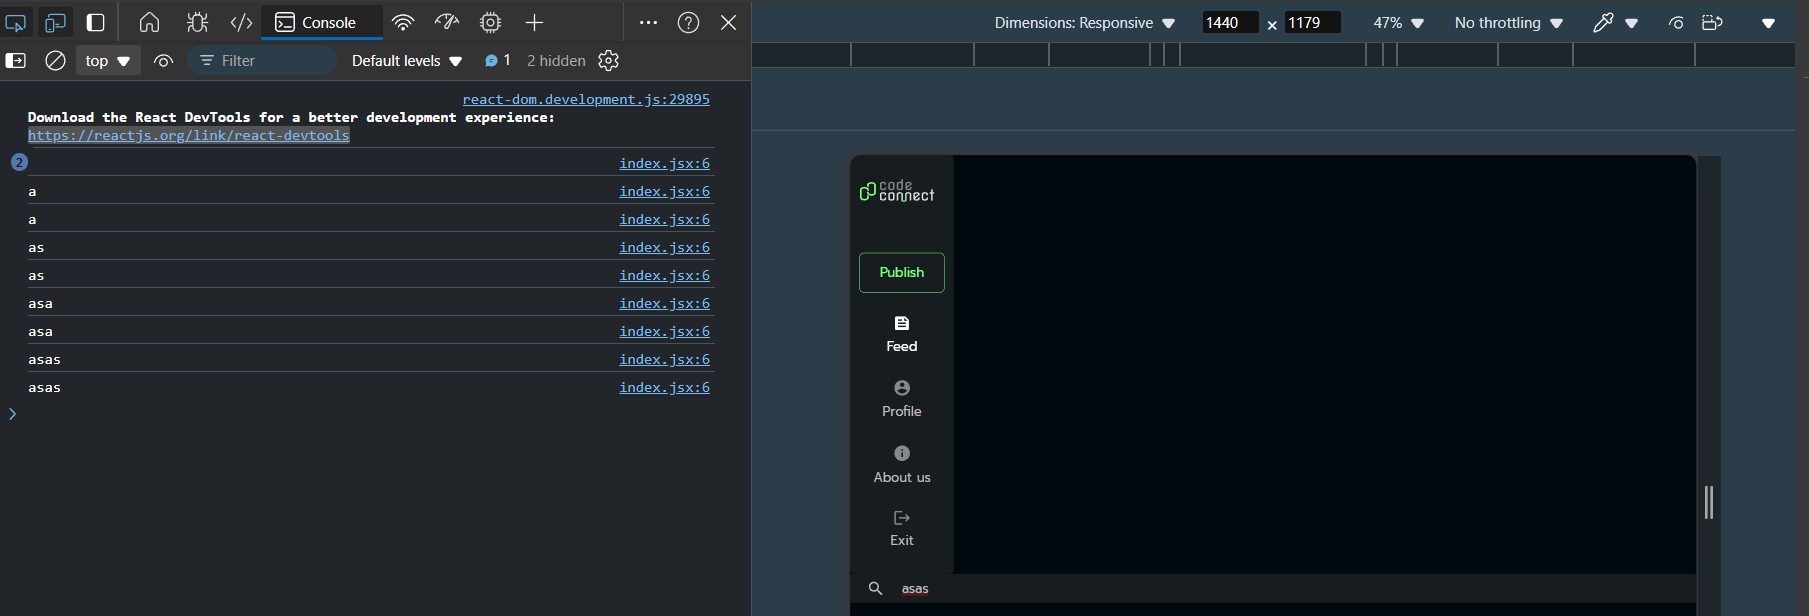 Console
top
Filter
Default levels
1
2 hidden
react-dom.development.js:29895
Download the React DevTools for a better development experience:
https://reactjs.org/link/react-devtools
2
index.jsx:6
a
index.jsx:6
a
index.jsx:6
as
index.jsx:6
as
index.jsx:6
asa
index.jsx:6
asa
index.jsx:6
asas
index.jsx:6
asas
index.jsx:6
Dimensions: Responsive
1440 × 1179
47%
No throttling
code
connect
Publish
Feed
Profile
About us
Exit
asas